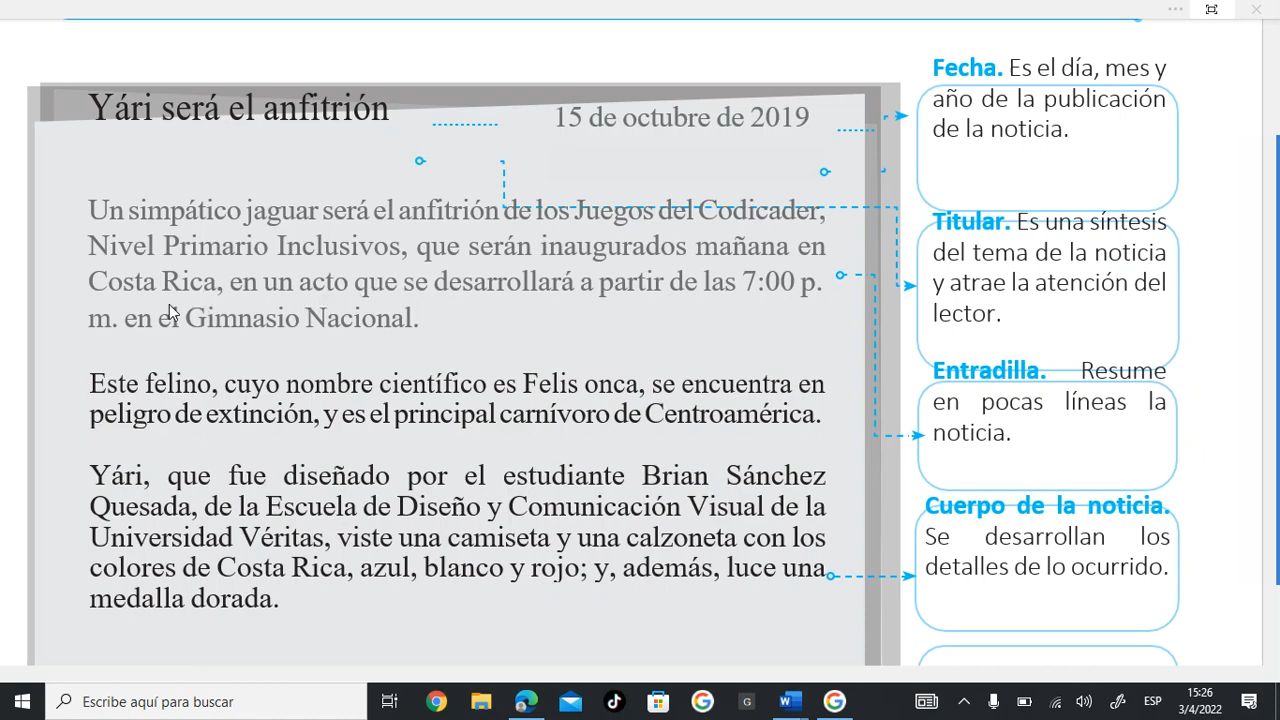 Yári será el anfitrión
15 de octubre de 2019
Un simpático jaguar será el anfitrión de los Juegos del Codicader,
Nivel Primario Inclusivos, que serán inaugurados mañana en
Costa Rica, en un acto que se desarrollará a partir de las 7:00 p.
m. en el Gimnasio Nacional.
Este felino, cuyo nombre científico es Felis onca, se encuentra en
peligro de extinción, y es el principal carnívoro de Centroamérica.
Yári, que fue diseñado por el estudiante Brian Sánchez
Quesada, de la Escuela de Diseño y Comunicación Visual de la
Universidad Véritas, viste una camiseta y una calzoneta con los
colores de Costa Rica, azul, blanco y rojo; y, además, luce una
medalla dorada.
Fecha. Es el día, mes y
año de la publicación
de la noticia.
Titular. Es una síntesis
del tema de la noticia
y atrae la atención del
lector.
Entradilla. Resume
en pocas líneas la
noticia.
Cuerpo de la noticia.
Se desarrollan los
detalles de lo ocurrido.
Escribe aquí para buscar
G
ESP
15:26
3/4/2022